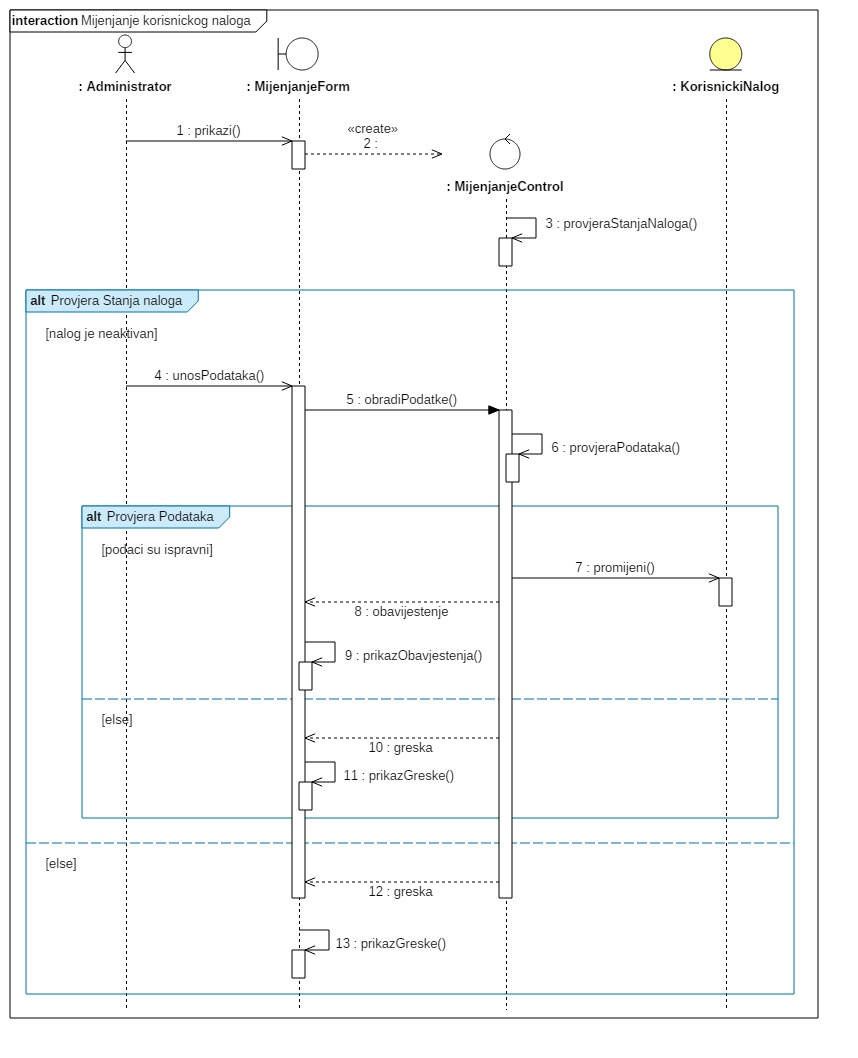 interaction Mijenjanje korisnickog naloga
: Administrator
: MijenjanjeForm
: KorisnickiNalog
1 : prikazi()
«create»
2 :
: MijenjanjeControl
3 : provjeraStanjaNaloga()
alt Provjera Stanja naloga
[nalog je neaktivan]
4 : unosPodataka()
5 : obradiPodatke()
6 : provjeraPodataka()
alt Provjera Podataka
[podaci su ispravni]
7 : promijeni()
8 : obavijestenje
9 : prikazObavjestenja()
[else]
10 : greska
11 : prikazGreske()
[else]
12 : greska
13 : prikazGreske()